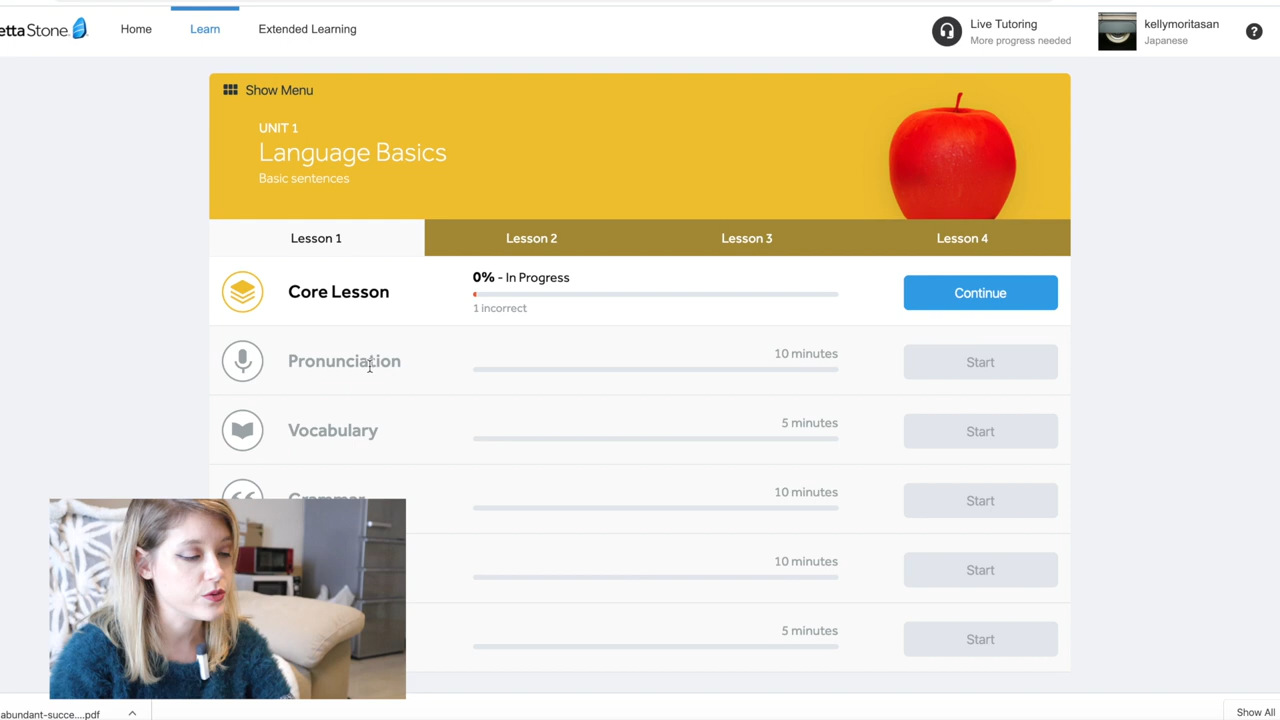 ettaStone
Home
Learn
Extended Learning
Live Tutoring
More progress needed
kellymoritasan
Japanese
?
Show Menu
UNIT 1
Language Basics
Basic sentences
Lesson 1
Lesson 2
Lesson 3
Lesson 4
Core Lesson
0% - In Progress
1 incorrect
Continue
Pronunciation
10 minutes
Start
Vocabulary
5 minutes
Start
Grammar
10 minutes
Start
10 minutes
Start
5 minutes
Start
abundant-succe....pdf
Show All